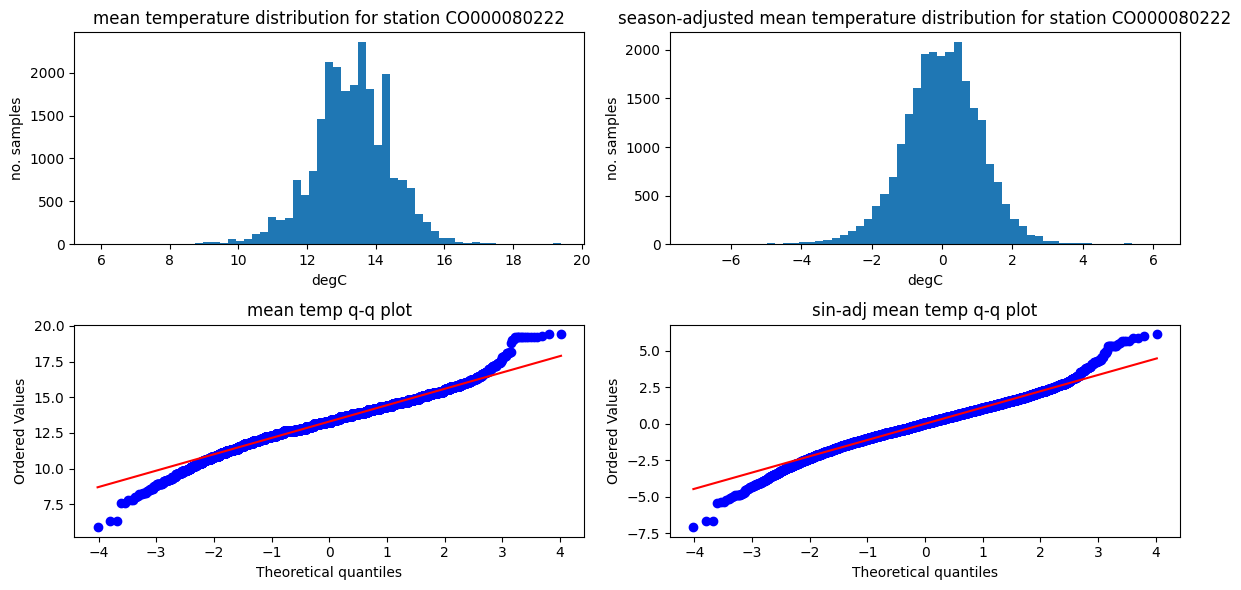 mean temperature distribution for station CO000080222
no. samples
2000
1500
1000
500
0
6 8 10 12 14 16 18 20
degC
season-adjusted mean temperature distribution for station CO000080222
no. samples
2000
1500
1000
500
0
−6 −4 −2 0 2 4 6
degC
mean temp q-q plot
Ordered Values
20.0
17.5
15.0
12.5
10.0
7.5
−4 −3 −2 −1 0 1 2 3 4
Theoretical quantiles
sin-adj mean temp q-q plot
Ordered Values
5.0
2.5
0.0
−2.5
−5.0
−7.5
−4 −3 −2 −1 0 1 2 3 4
Theoretical quantiles